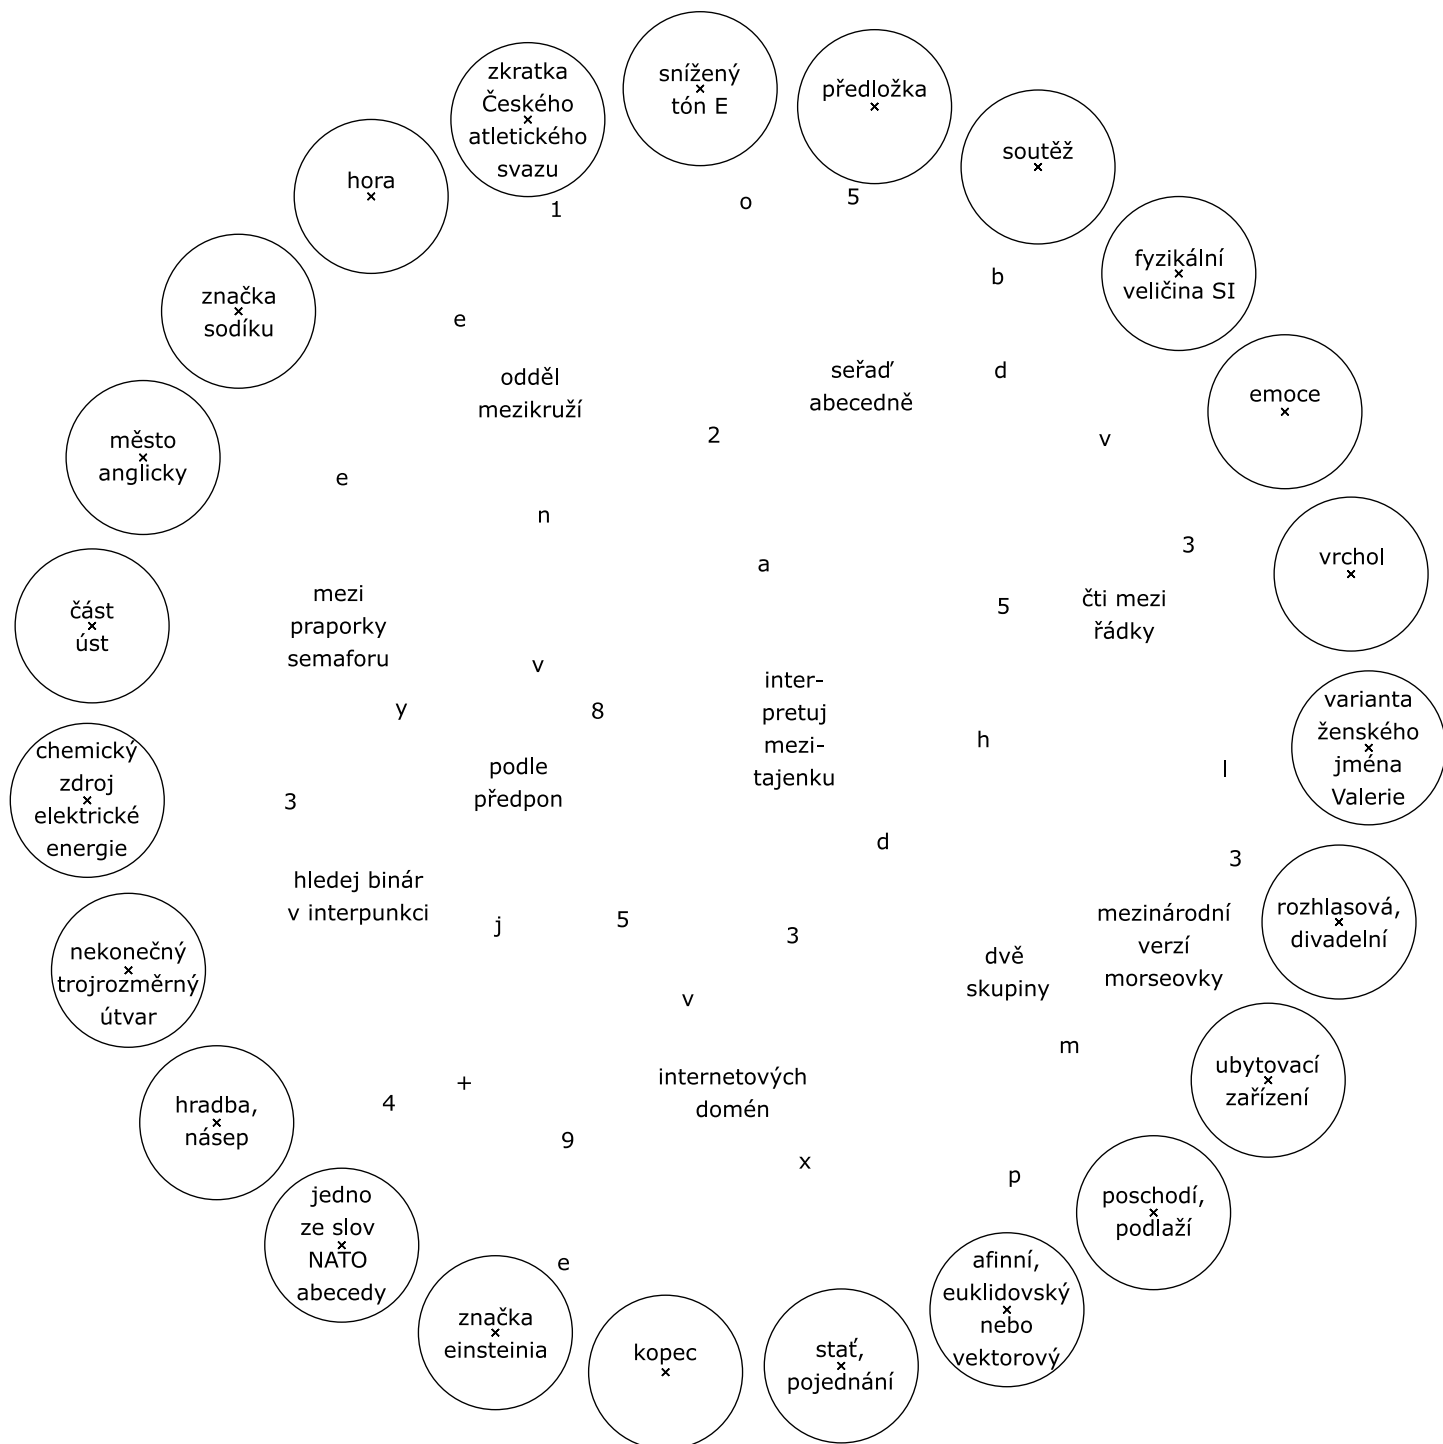 zkratka
Českého
atletického
svazu
snížený
tón E
předložka
soutěž
hora
1
o
5
fyzikální
veličina SI
b
značka
sodíku
e
emoce
odděl
mezikruží
seřaď
abecedně
d
město
anglicky
2
v
e
n
3
vrchol
a
část
úst
mezi
praporky
semaforu
5
čti mezi
řádky
v
y
8
inter-
pretuj
mezi-
tajenku
h
l
varianta
ženského
jména
Valerie
chemický
zdroj
elektrické
energie
3
podle
předpon
d
3
hledej binár
v interpunkci
j
5
3
mezinárodní
verzí
morseovky
rozhlasová,
divadelní
nekonečný
trojrozměrný
útvar
dvě
skupiny
v
m
ubytovací
zařízení
hradba,
násep
4
+
internetových
domén
9
x
p
poschodí,
podlaží
jedno
ze slov
NATO
abecedy
e
značka
einsteinia
kopec
stať,
pojednání
afinní,
euklidovský
nebo
vektorový